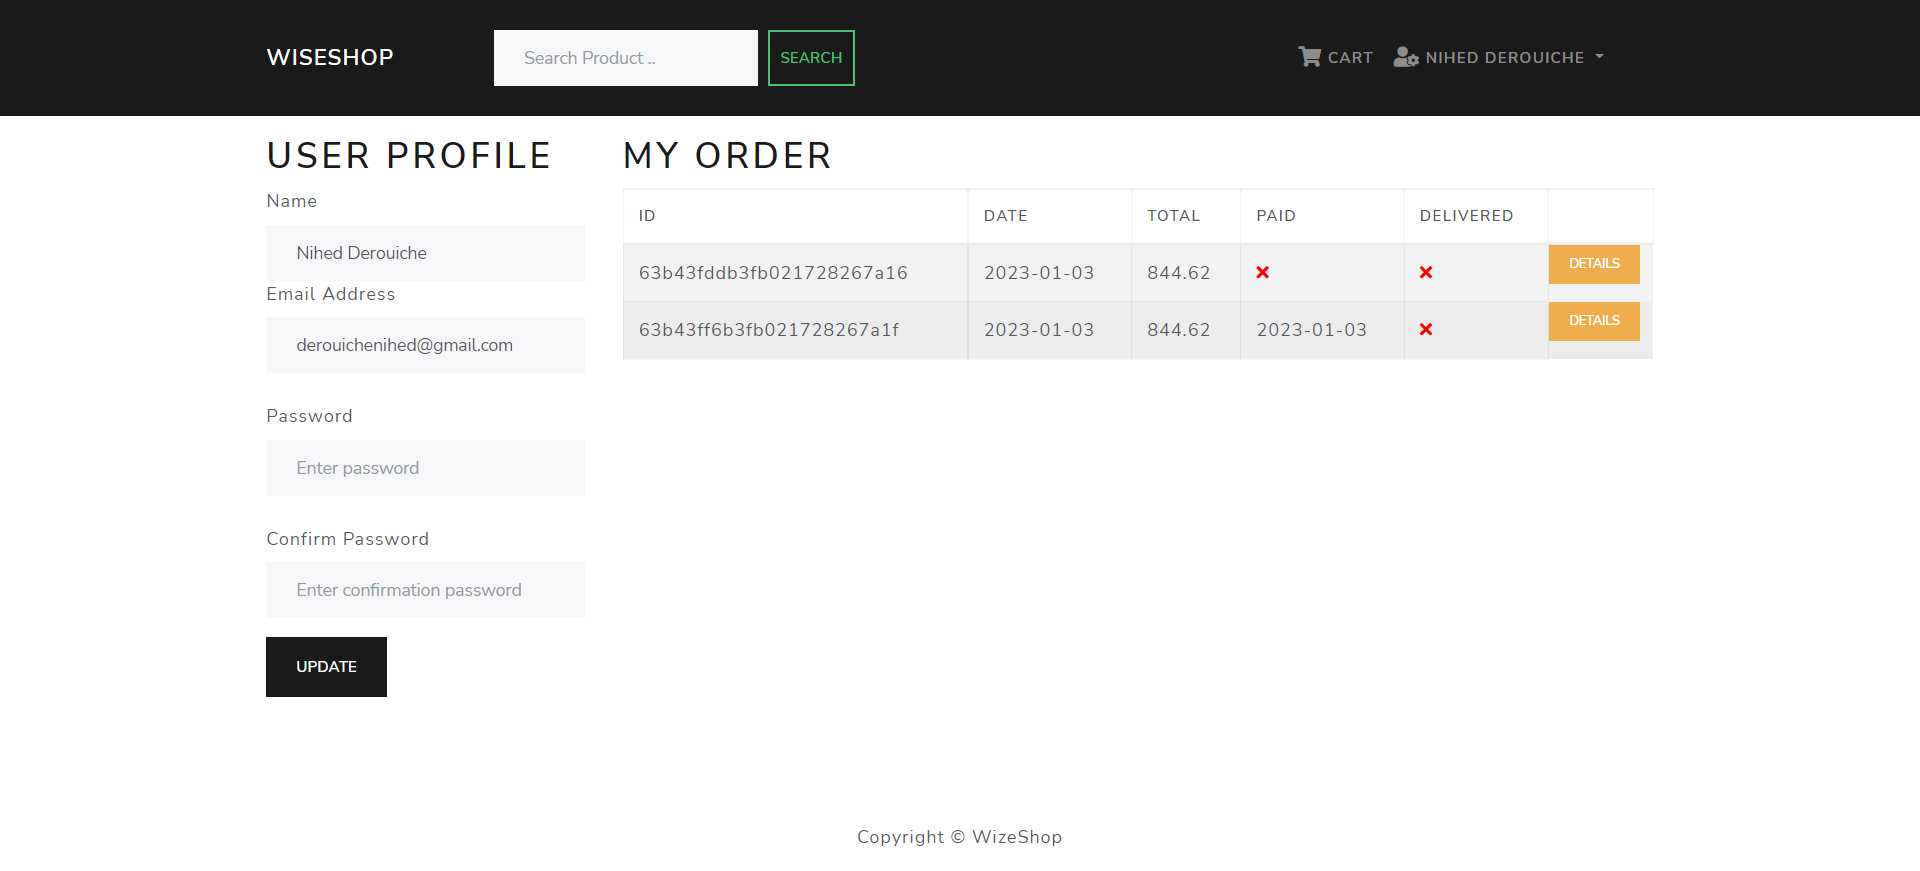 WISESHOP
Search Product ..
SEARCH
CART
NIHED DEROUICHE
USER PROFILE
Name
Nihed Derouiche
Email Address
derouichenihed@gmail.com
Password
Enter password
Confirm Password
Enter confirmation password
UPDATE
MY ORDER
ID DATE TOTAL PAID DELIVERED
63b43fddb3fb021728267a16 2023-01-03 844.62 DETAILS
63b43ff6b3fb021728267a1f 2023-01-03 844.62 2023-01-03 DETAILS
Copyright © WizeShop